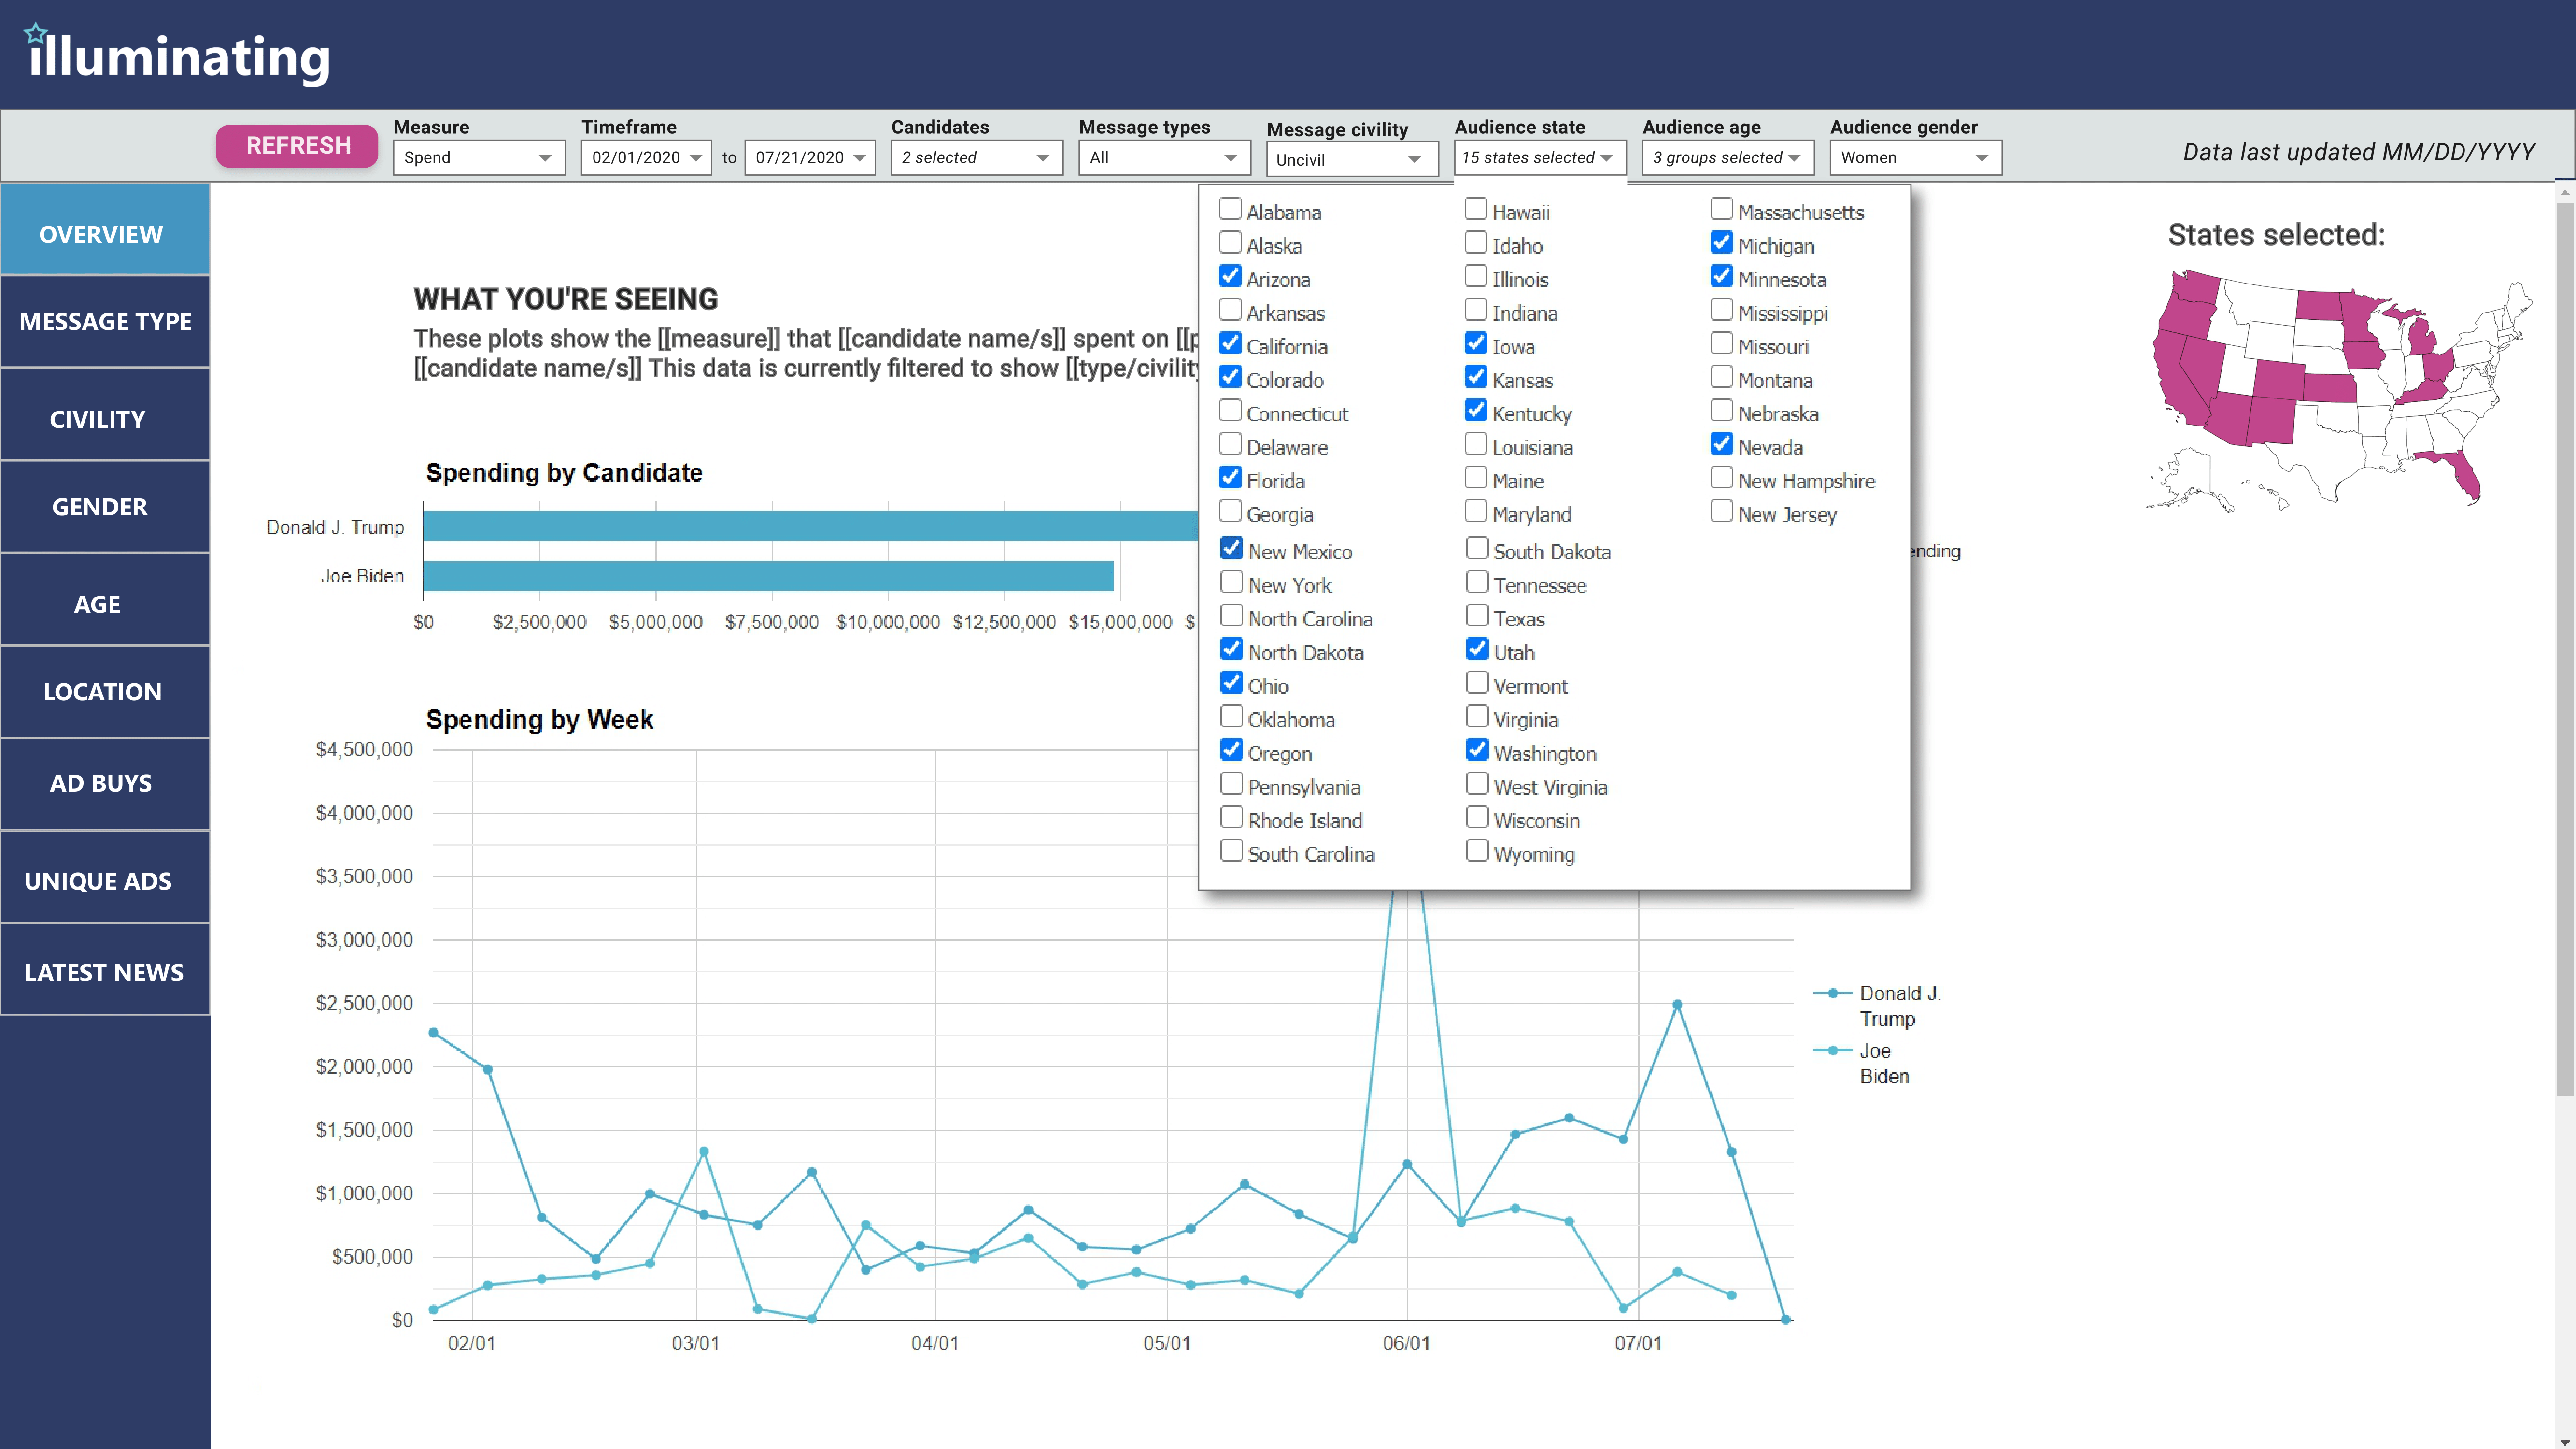 illuminating
REFRESH
Measure
Spend
Timeframe
02/01/2020 to 07/21/2020
Candidates
2 selected
Message types
All
Message civility
Uncivil
Audience state
15 states selected
Audience age
3 groups selected
Audience gender
Women
Data last updated MM/DD/YYYY
OVERVIEW
MESSAGE TYPE
CIVILITY
GENDER
AGE
LOCATION
AD BUYS
UNIQUE ADS
LATEST NEWS
WHAT YOU'RE SEEING
These plots show the [[measure]] that [[candidate name/s]] spent on [[p
[[candidate name/s]] This data is currently filtered to show [[type/civility
Alabama
Alaska
Arizona
Arkansas
California
Colorado
Connecticut
Delaware
Florida
Georgia
Hawaii
Idaho
Illinois
Indiana
Iowa
Kansas
Kentucky
Louisiana
Maine
Maryland
Massachusetts
Michigan
Minnesota
Mississippi
Missouri
Montana
Nebraska
Nevada
New Hampshire
New Jersey
New Mexico
New York
North Carolina
North Dakota
Ohio
Oklahoma
Oregon
Pennsylvania
Rhode Island
South Carolina
South Dakota
Tennessee
Texas
Utah
Vermont
Virginia
Washington
West Virginia
Wisconsin
Wyoming
States selected:
Spending by Candidate
Donald J. Trump
Joe Biden
$0 $2,500,000 $5,000,000 $7,500,000 $10,000,000 $12,500,000 $15,000,000 $
ending
Spending by Week
$4,500,000
$4,000,000
$3,500,000
$3,000,000
$2,500,000
$2,000,000
$1,500,000
$1,000,000
$500,000
$0
02/01 03/01 04/01 05/01 06/01 07/01
Donald J.
Trump
Joe
Biden